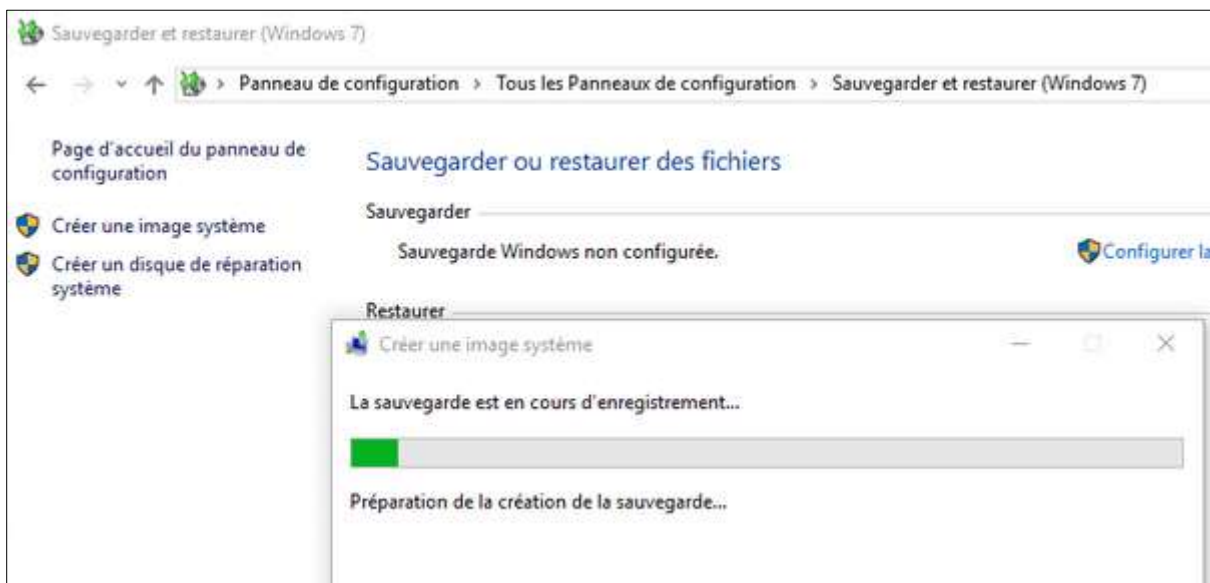 Sauvegarder et restaurer (Windows 7)
Panneau de configuration > Tous les Panneaux de configuration > Sauvegarder et restaurer (Windows 7)
Page d'accueil du panneau de
configuration
Créer une image système
Créer un disque de réparation
système
Sauvegarder ou restaurer des fichiers
Sauvegarder
Sauvegarde Windows non configurée.
Configurer la
Restaurer
Créer une image système
La sauvegarde est en cours d'enregistrement...
Préparation de la création de la sauvegarde...